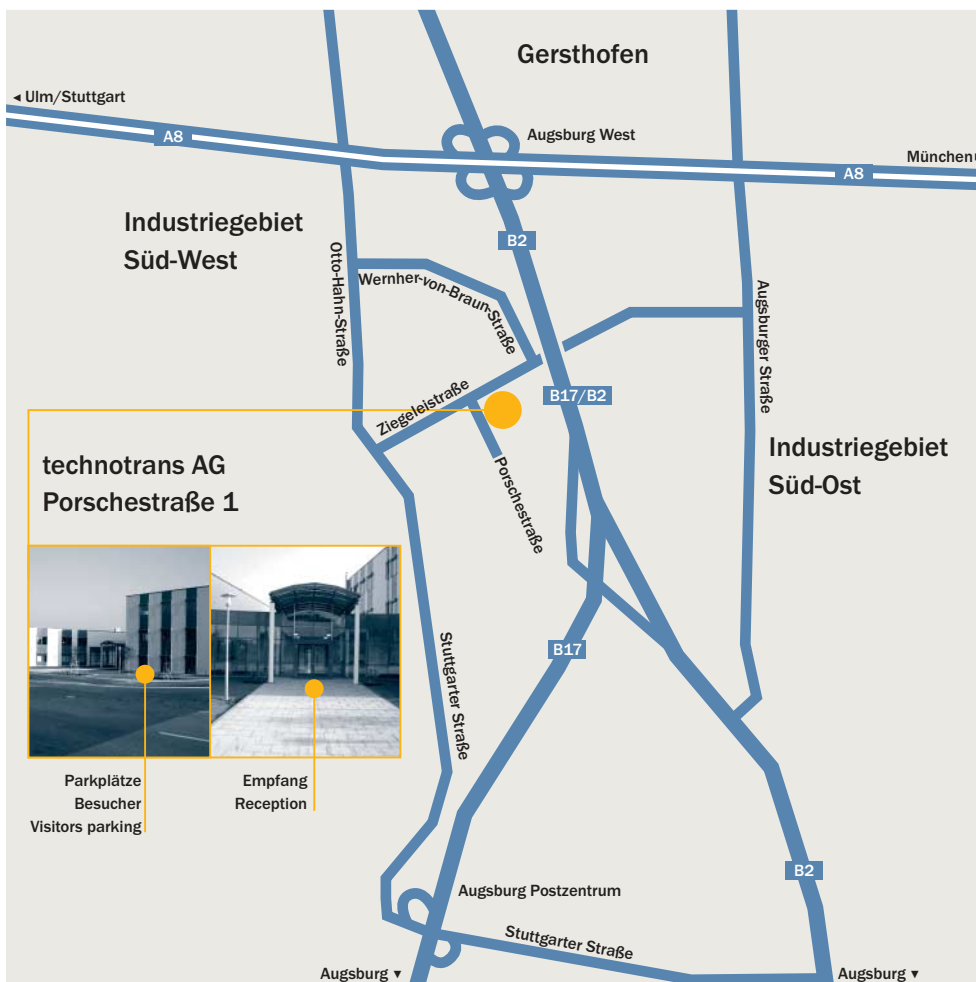 Gersthofen
◂ Ulm/Stuttgart
A8
Augsburg West
München
A8
Industriegebiet
Süd-West
B2
Otto-Hahn-Straße
Wernher-von-Braun-Straße
Augsburger Straße
B17/B2
Ziegeleistraße
technotrans AG
Porschestraße 1
Porschestraße
Industriegebiet
Süd-Ost
B17
Stuttgarter Straße
Parkplätze
Besucher
Visitors parking
Empfang
Reception
B2
Augsburg Postzentrum
Stuttgarter Straße
Augsburg ▾
Augsburg ▾